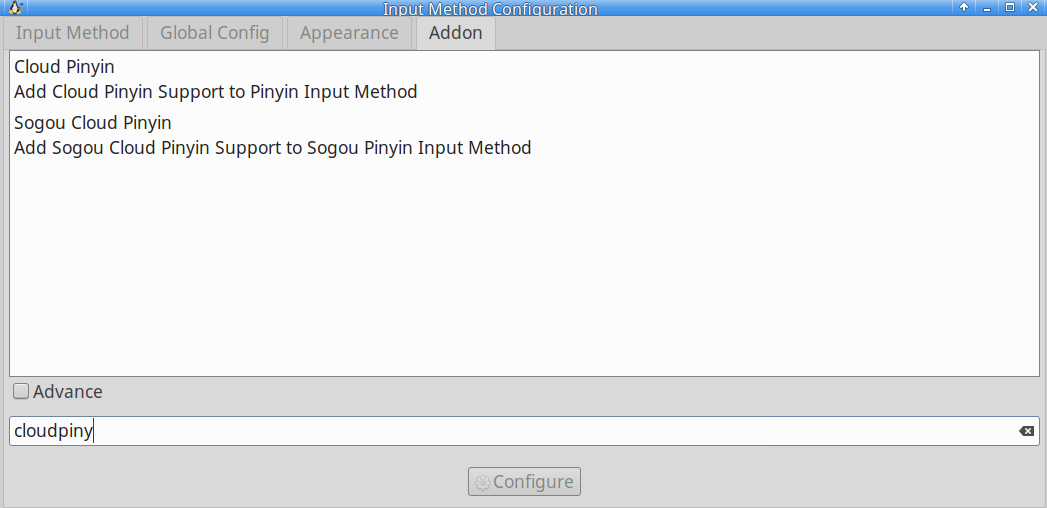 Input Method Configuration
Input Method Global Config Appearance Addon
Cloud Pinyin
Add Cloud Pinyin Support to Pinyin Input Method
Sogou Cloud Pinyin
Add Sogou Cloud Pinyin Support to Sogou Pinyin Input Method
Advance
cloudpiny
Configure